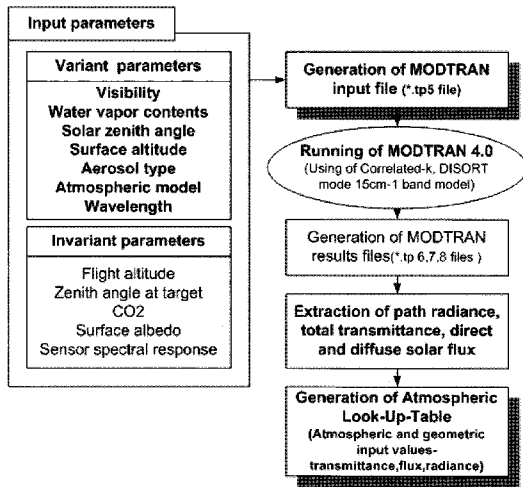 Input parameters
Variant parameters
Visibility
Water vapor contents
Solar zenith angle
Surface altitude
Aerosol type
Atmospheric model
Wavelength
Invariant parameters
Flight altitude
Zenith angle at target
CO2
Surface albedo
Sensor spectral response
Generation of MODTRAN
input file (*.tp5 file)
Running of MODTRAN 4.0
(Using of Correlated-k, DISORT
mode 15cm-1 band model)
Generation of MODTRAN
results files(*.tp 6,7,8 files )
Extraction of path radiance,
total transmittance, direct
and diffuse solar flux
Generation of Atmospheric
Look-Up-Table
(Atmospheric and geometric
input values-
transmittance,flux,radiance)